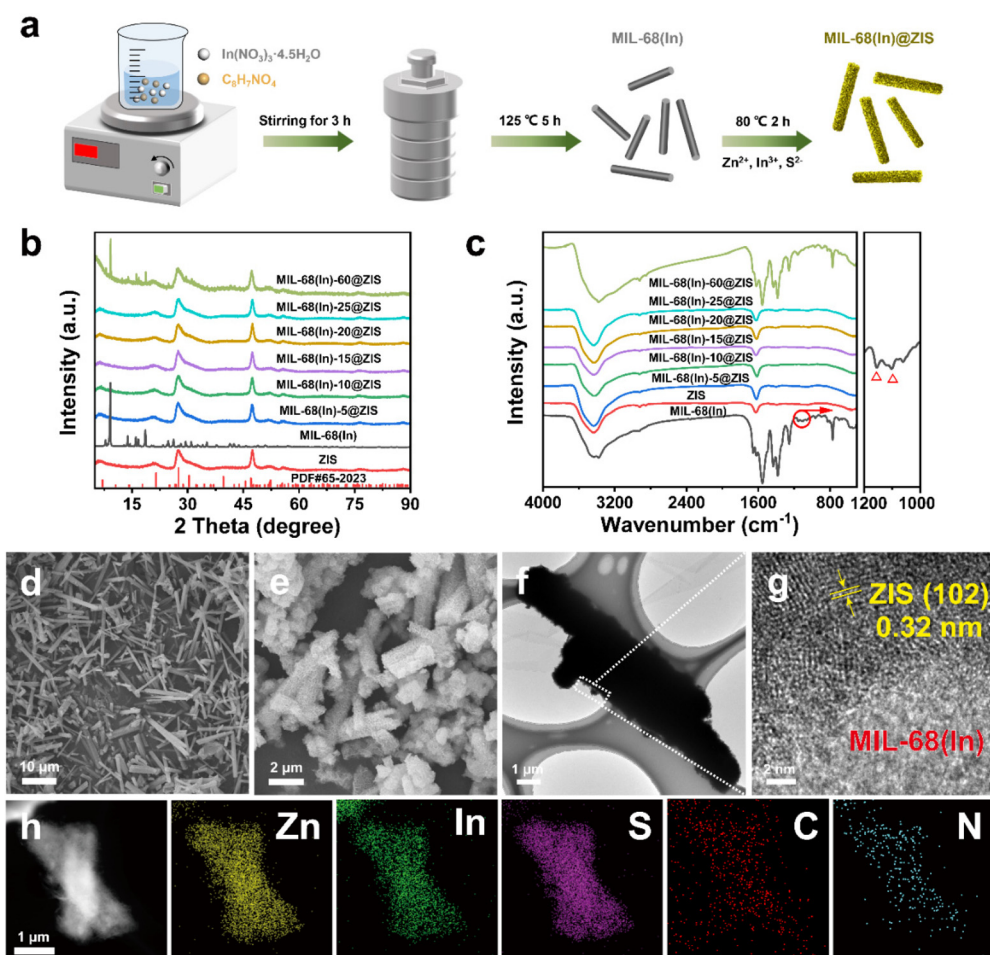 a
In(NO₃)₃·4.5H₂O
C₈H₇NO₄
Stirring for 3 h
125 ℃ 5 h
MIL-68(In)
80 ℃ 2 h
Zn²⁺, In³⁺, S²⁻
MIL-68(In)@ZIS
b
Intensity (a.u.)
MIL-68(In)-60@ZIS
MIL-68(In)-25@ZIS
MIL-68(In)-20@ZIS
MIL-68(In)-15@ZIS
MIL-68(In)-10@ZIS
MIL-68(In)-5@ZIS
MIL-68(In)
ZIS
PDF#65-2023
15 30 45 60 75 90
2 Theta (degree)
c
Intensity (a.u.)
MIL-68(In)-60@ZIS
MIL-68(In)-25@ZIS
MIL-68(In)-20@ZIS
MIL-68(In)-15@ZIS
MIL-68(In)-10@ZIS
MIL-68(In)-5@ZIS
ZIS
MIL-68(In)
4000 3200 2400 1600 800 1200 1000
Wavenumber (cm⁻¹)
d
10 μm
e
2 μm
f
1 μm
g
ZIS (102)
0.32 nm
MIL-68(In)
2 nm
h
1 μm
Zn
In
S
C
N